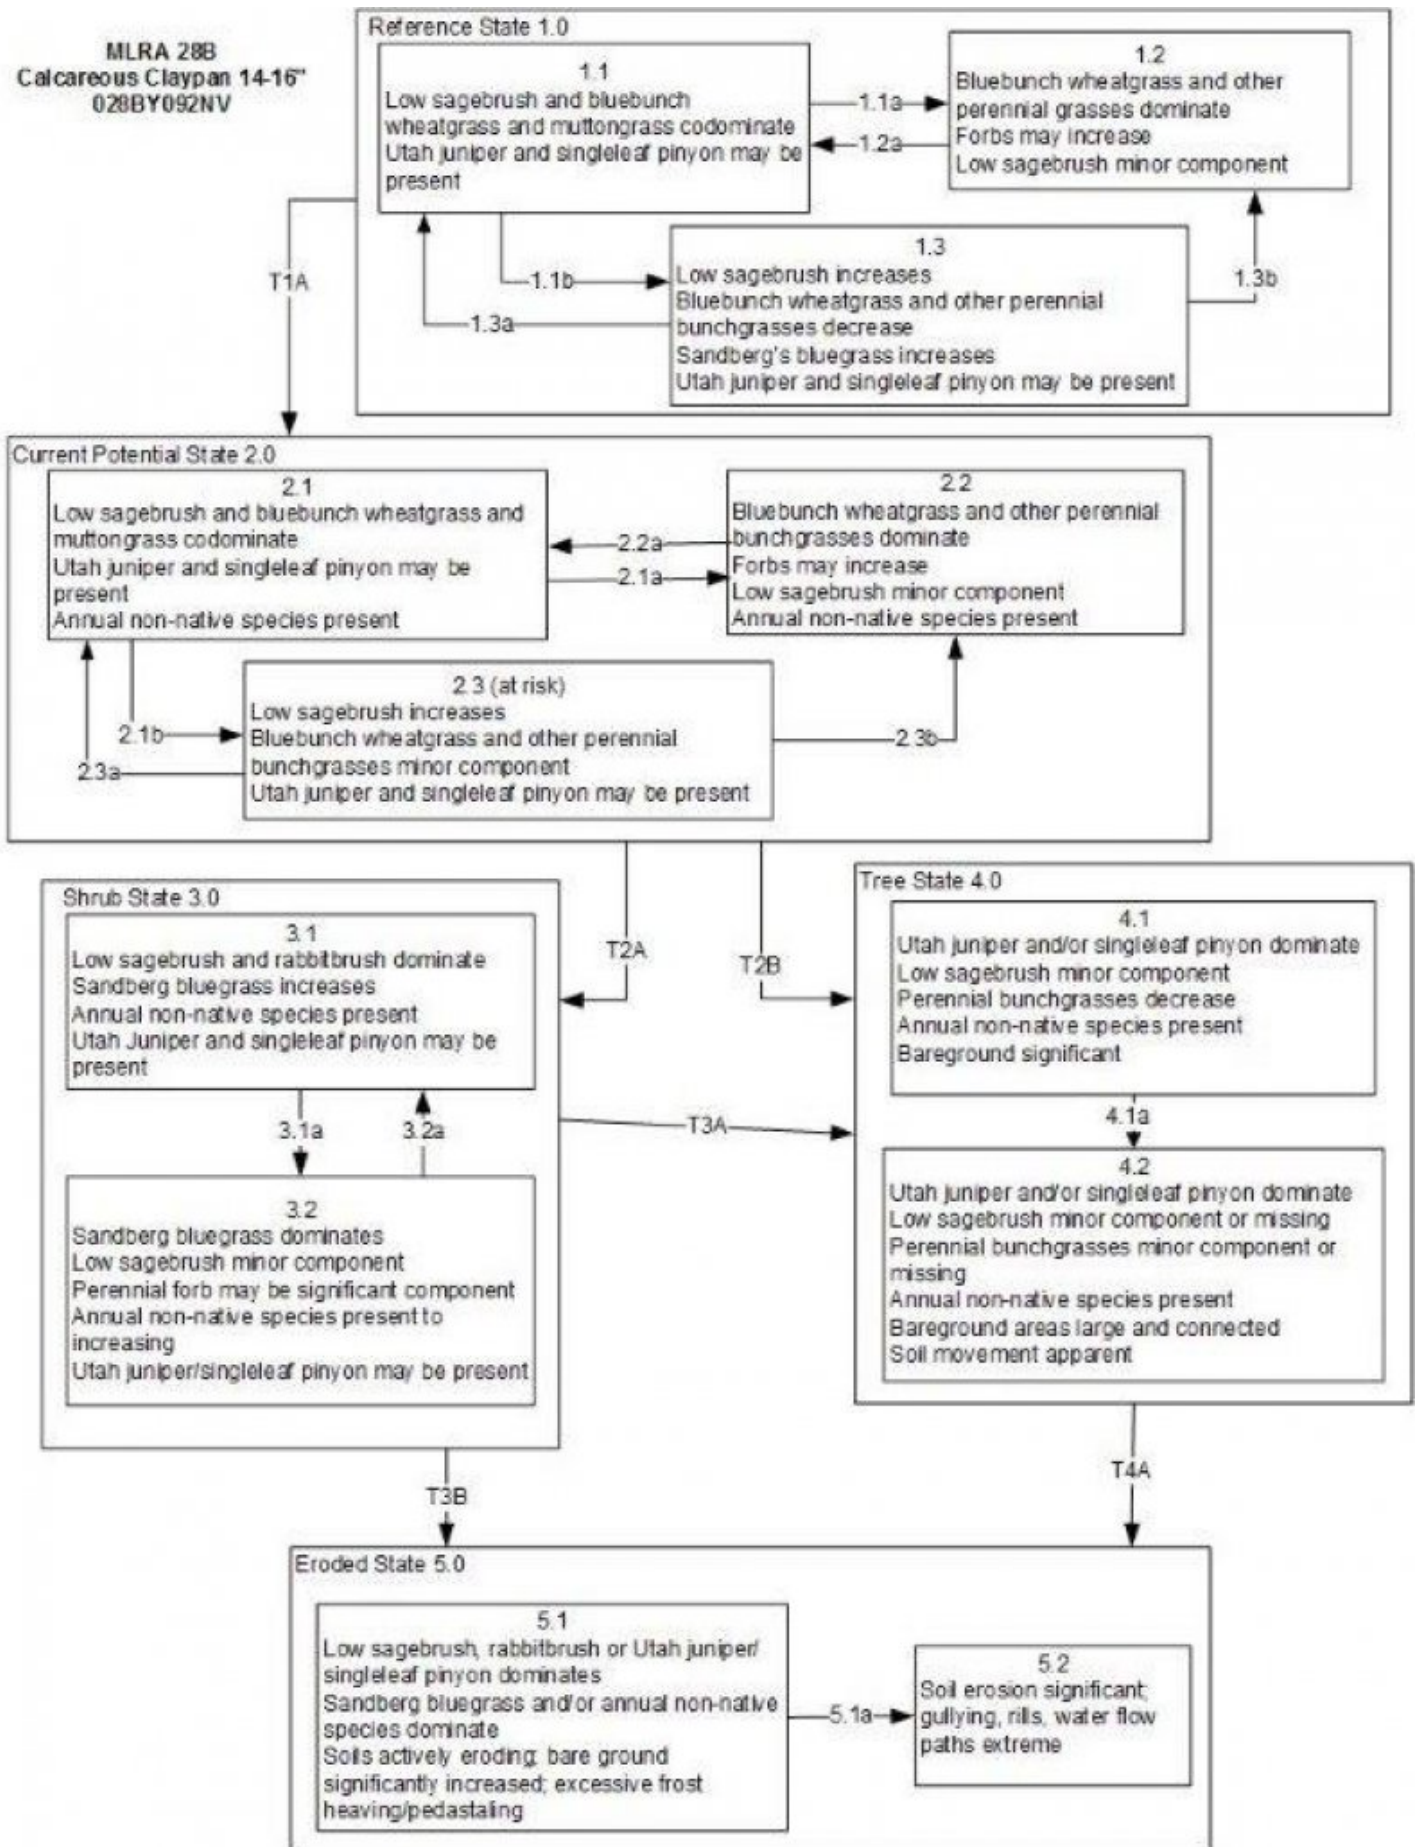 MLRA 28B
Calcareous Claypan 14-16"
028BY092NV
Reference State 1.0
1.1
Low sagebrush and bluebunch
wheatgrass and muttongrass codominate
Utah juniper and singleleaf pinyon may be
present
1.1a
1.2a
1.2
Bluebunch wheatgrass and other
perennial grasses dominate
Forbs may increase
Low sagebrush minor component
1.1b
1.3a
1.3
Low sagebrush increases
Bluebunch wheatgrass and other perennial
bunchgrasses decrease
Sandberg's bluegrass increases
Utah juniper and singleleaf pinyon may be present
1.3b
T1A
Current Potential State 2.0
2.1
Low sagebrush and bluebunch wheatgrass and
muttongrass codominate
Utah juniper and singleleaf pinyon may be
present
Annual non-native species present
2.2a
2.1a
2.2
Bluebunch wheatgrass and other perennial
bunchgrasses dominate
Forbs may increase
Low sagebrush minor component
Annual non-native species present
2.1b
2.3a
2.3 (at risk)
Low sagebrush increases
Bluebunch wheatgrass and other perennial
bunchgrasses minor component
Utah juniper and singleleaf pinyon may be present
2.3b
T2A
T2B
Shrub State 3.0
3.1
Low sagebrush and rabbitbrush dominate
Sandberg bluegrass increases
Annual non-native species present
Utah Juniper and singleleaf pinyon may be
present
3.1a
3.2a
3.2
Sandberg bluegrass dominates
Low sagebrush minor component
Perennial forb may be significant component
Annual non-native species present to
increasing
Utah juniper/singleleaf pinyon may be present
T3A
Tree State 4.0
4.1
Utah juniper and/or singleleaf pinyon dominate
Low sagebrush minor component
Perennial bunchgrasses decrease
Annual non-native species present
Bareground significant
4.1a
4.2
Utah juniper and/or singleleaf pinyon dominate
Low sagebrush minor component or missing
Perennial bunchgrasses minor component or
missing
Annual non-native species present
Bareground areas large and connected
Soil movement apparent
T3B
T4A
Eroded State 5.0
5.1
Low sagebrush, rabbitbrush or Utah juniper/
singleleaf pinyon dominates
Sandberg bluegrass and/or annual non-native
species dominate
Soils actively eroding; bare ground
significantly increased; excessive frost
heaving/pedastaling
5.1a
5.2
Soil erosion significant;
gullying, rills, water flow
paths extreme